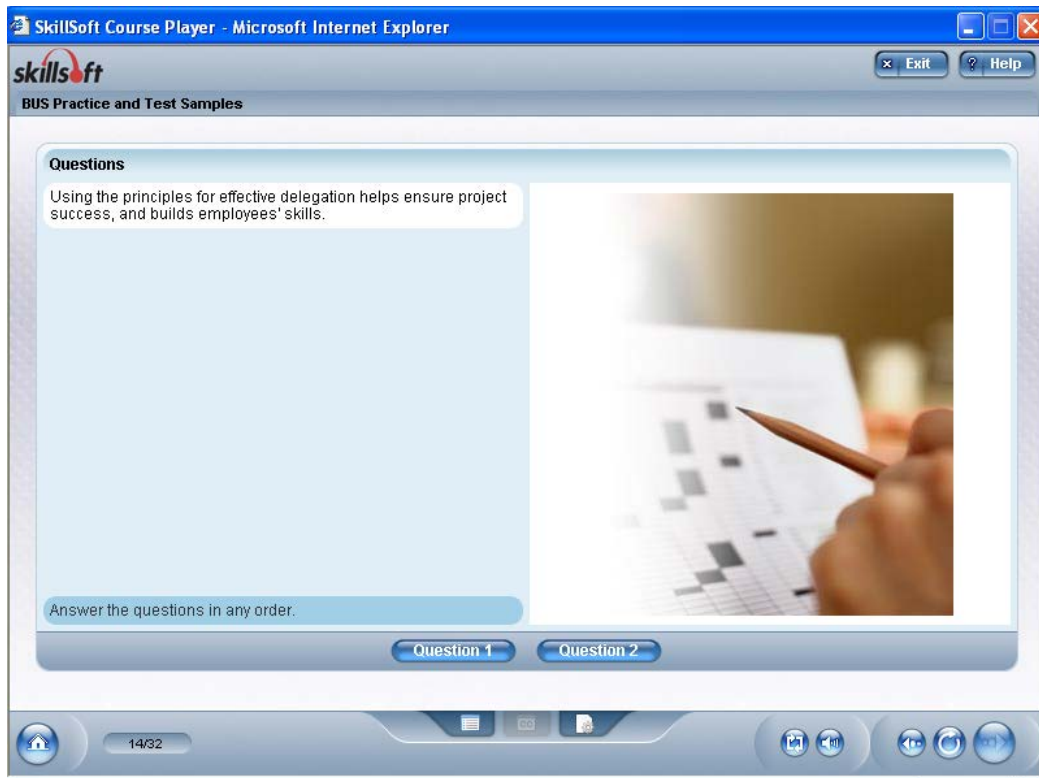 SkillSoft Course Player - Microsoft Internet Explorer
skillsoft
Exit
Help
BUS Practice and Test Samples
Questions
Using the principles for effective delegation helps ensure project
success, and builds employees' skills.
Answer the questions in any order.
Question 1
Question 2
14/32